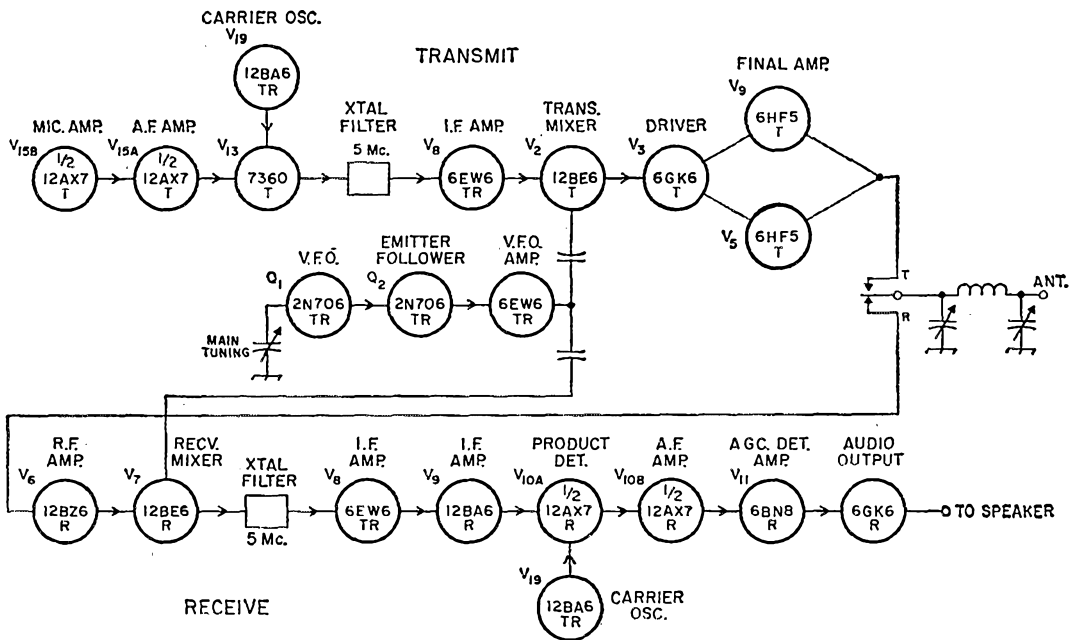 CARRIER OSC.
V19
12BA6
TR
TRANSMIT
FINAL AMP.
V9
6HF5
T
MIC. AMP.
V15B
1/2
12AX7
T
A.F. AMP.
V15A
1/2
12AX7
T
V13
7360
T
XTAL
FILTER
5 Mc.
I.F. AMP.
V8
6EW6
TR
TRANS.
MIXER
V2
12BE6
T
DRIVER
V3
6GK6
T
V5
6HF5
T
V.F.O.
Q1
2N706
TR
EMITTER
FOLLOWER
Q2
2N706
TR
V.F.O.
AMP.
6EW6
TR
MAIN
TUNING
T
R
ANT.
R.F.
AMP.
V6
12BZ6
R
RECV.
MIXER
V7
12BE6
R
XTAL
FILTER
5 Mc.
I.F.
AMP.
V8
6EW6
TR
I.F.
AMP.
V9
12BA6
R
PRODUCT
DET.
V10A
1/2
12AX7
R
A.F.
AMP.
V10B
1/2
12AX7
R
AGC. DET.
AMP.
V11
6BN8
R
AUDIO
OUTPUT
6GK6
R
TO SPEAKER
V19
12BA6
TR
CARRIER
OSC.
RECEIVE